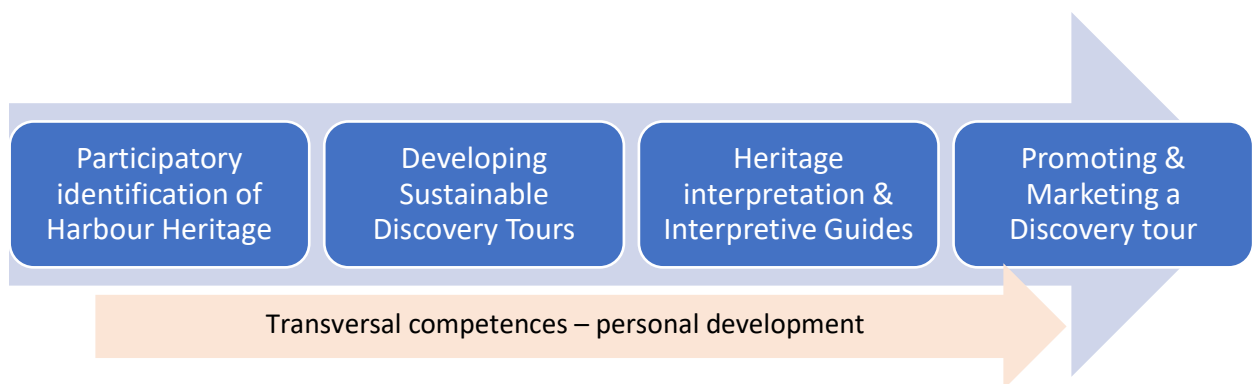 Participatory
identification of
Harbour Heritage
Developing
Sustainable
Discovery Tours
Heritage
interpretation &
Interpretive Guides
Promoting &
Marketing a
Discovery tour
Transversal competences – personal development